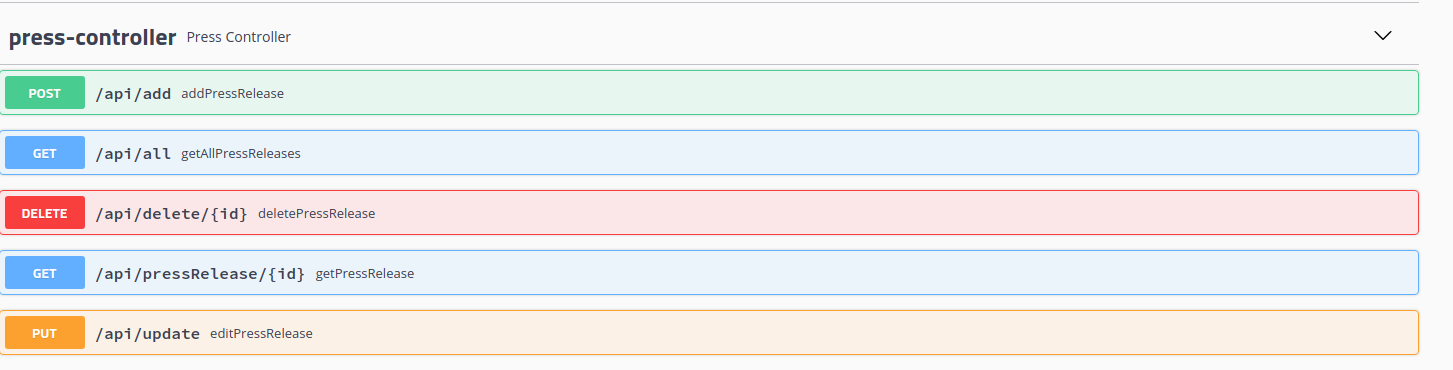 press-controller Press Controller
POST /api/add addPressRelease
GET /api/all getAllPressReleases
DELETE /api/delete/{id} deletePressRelease
GET /api/pressRelease/{id} getPressRelease
PUT /api/update editPressRelease